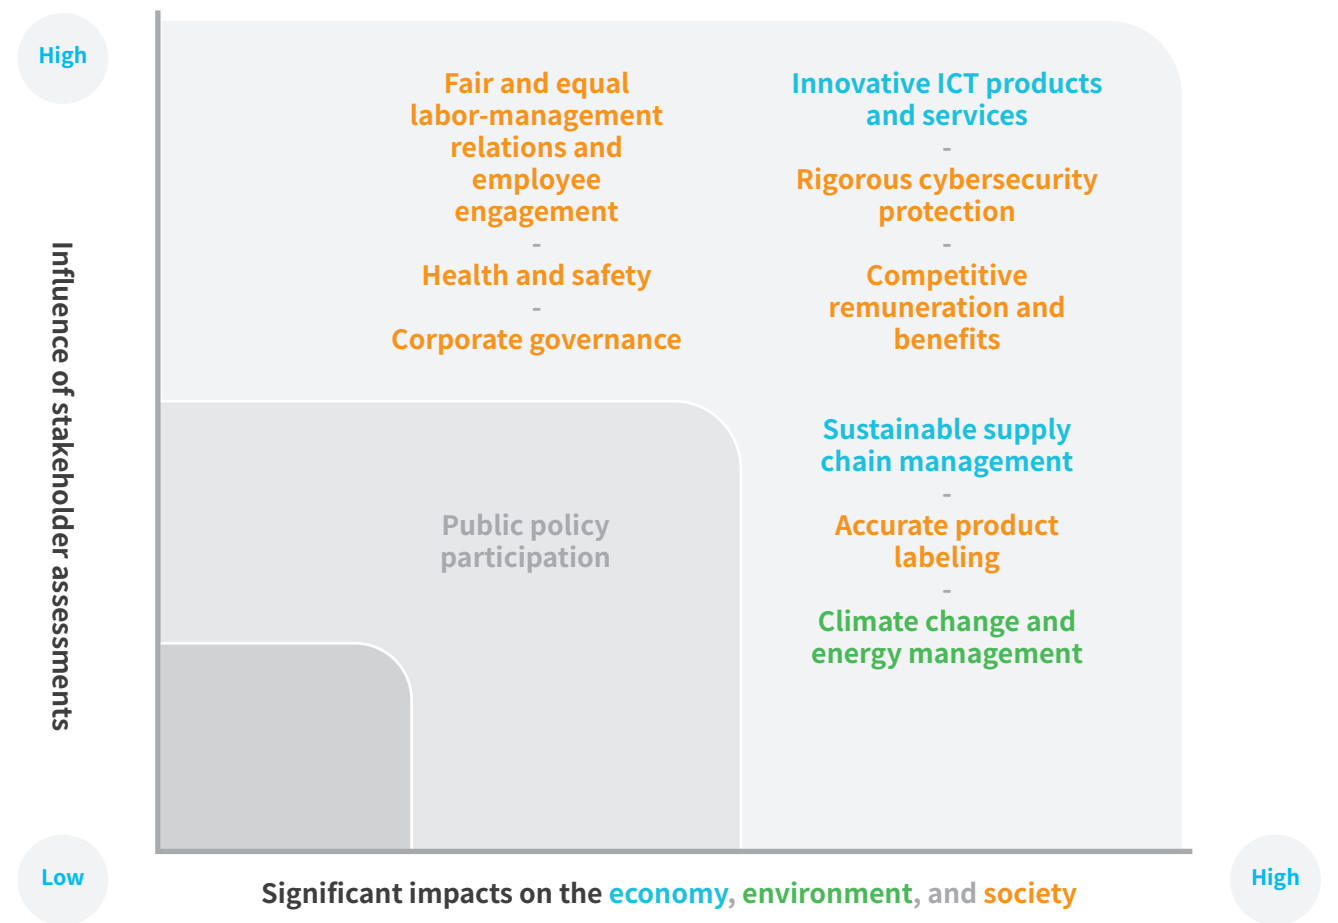 High
Influence of stakeholder assessments
Low
Fair and equal
labor-management
relations and
employee
engagement
-
Health and safety
-
Corporate governance
Innovative ICT products
and services
-
Rigorous cybersecurity
protection
-
Competitive
remuneration and
benefits
Sustainable supply
chain management
-
Accurate product
labeling
-
Climate change and
energy management
Public policy
participation
Significant impacts on the economy, environment, and society
High